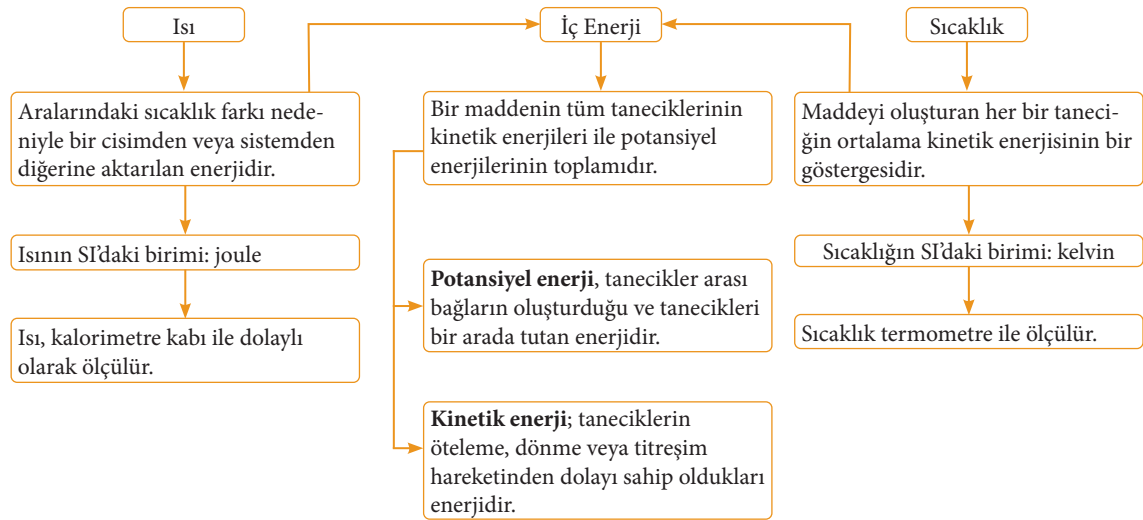 Isı
Aralarındaki sıcaklık farkı nede-
niyle bir cisimden veya sistemden
diğerine aktarılan enerjidir.
Isının SI’daki birimi: joule
Isı, kalorimetre kabı ile dolaylı
olarak ölçülür.
İç Enerji
Bir maddenin tüm taneciklerinin
kinetik enerjileri ile potansiyel
enerjilerinin toplamıdır.
Potansiyel enerji, tanecikler arası
bağların oluşturduğu ve tanecikleri
bir arada tutan enerjidir.
Kinetik enerji; taneciklerin
öteleme, dönme veya titreşim
hareketinden dolayı sahip oldukları
enerjidir.
Sıcaklık
Maddeyi oluşturan her bir taneci-
ğin ortalama kinetik enerjisinin bir
göstergesidir.
Sıcaklığın SI’daki birimi: kelvin
Sıcaklık termometre ile ölçülür.